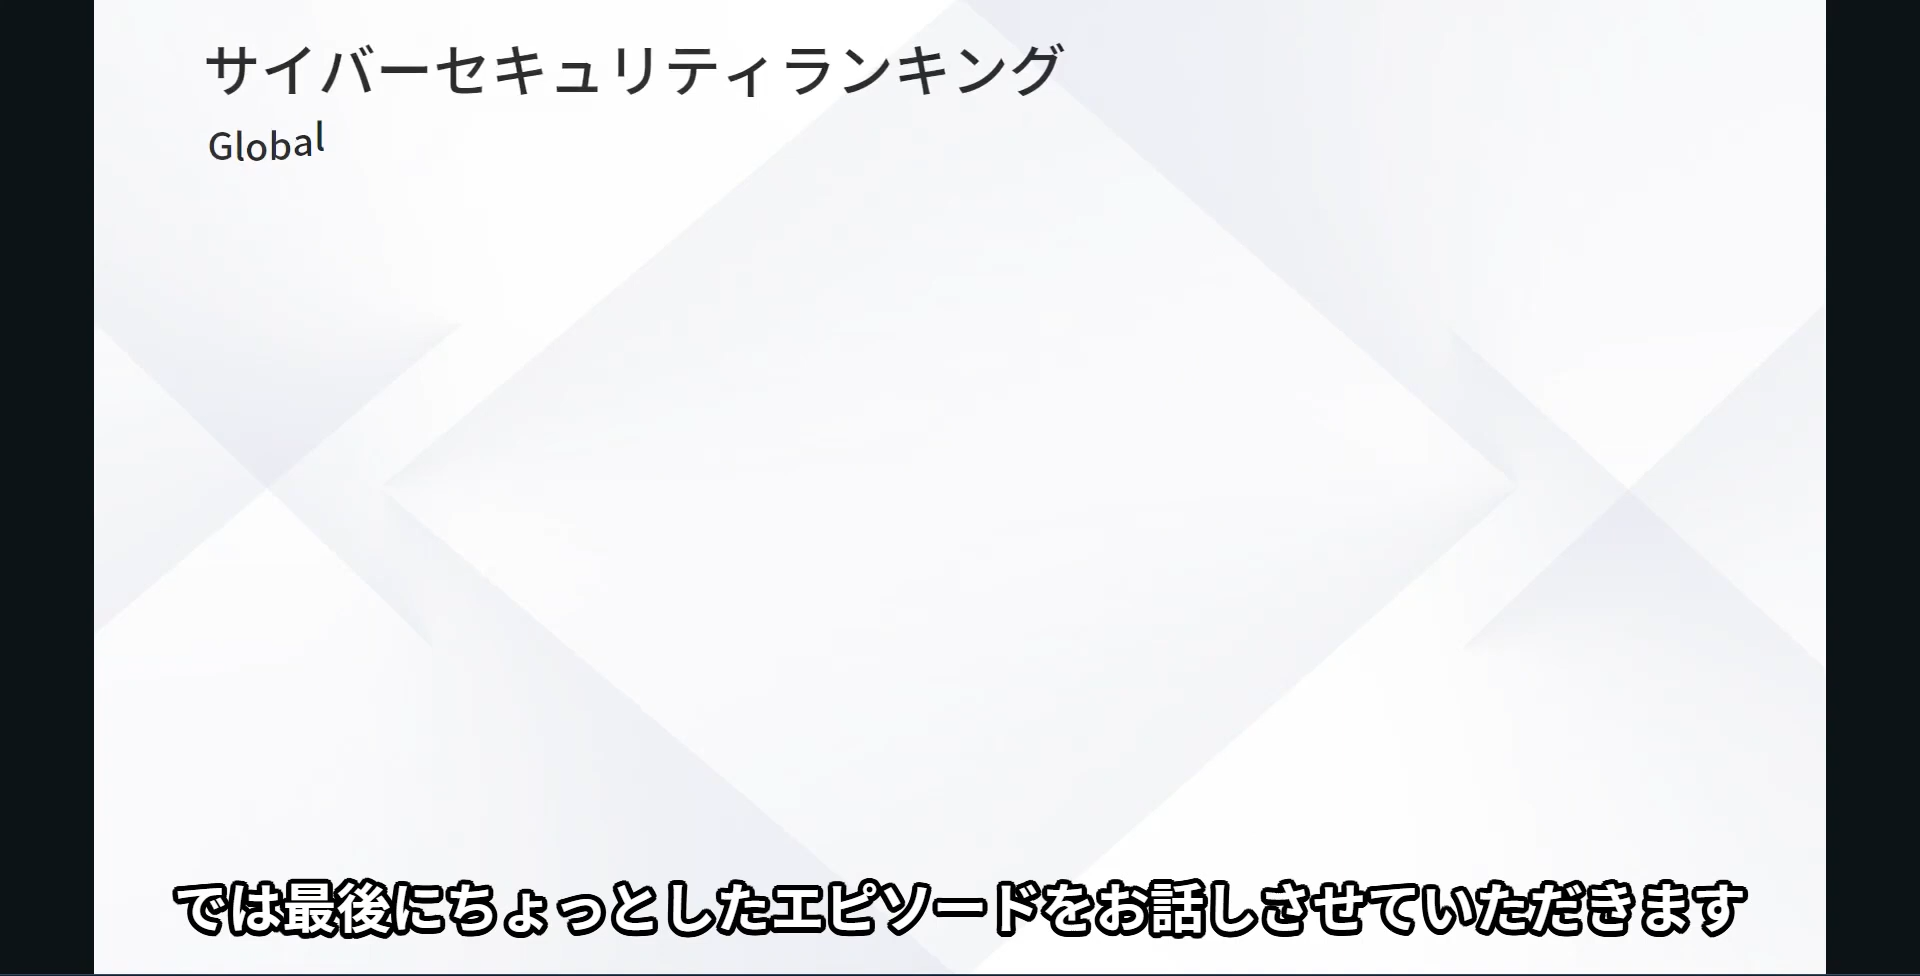 サイバーセキュリティランキング
Global
では最後にちょっとしたエピソードをお話しさせていただきます